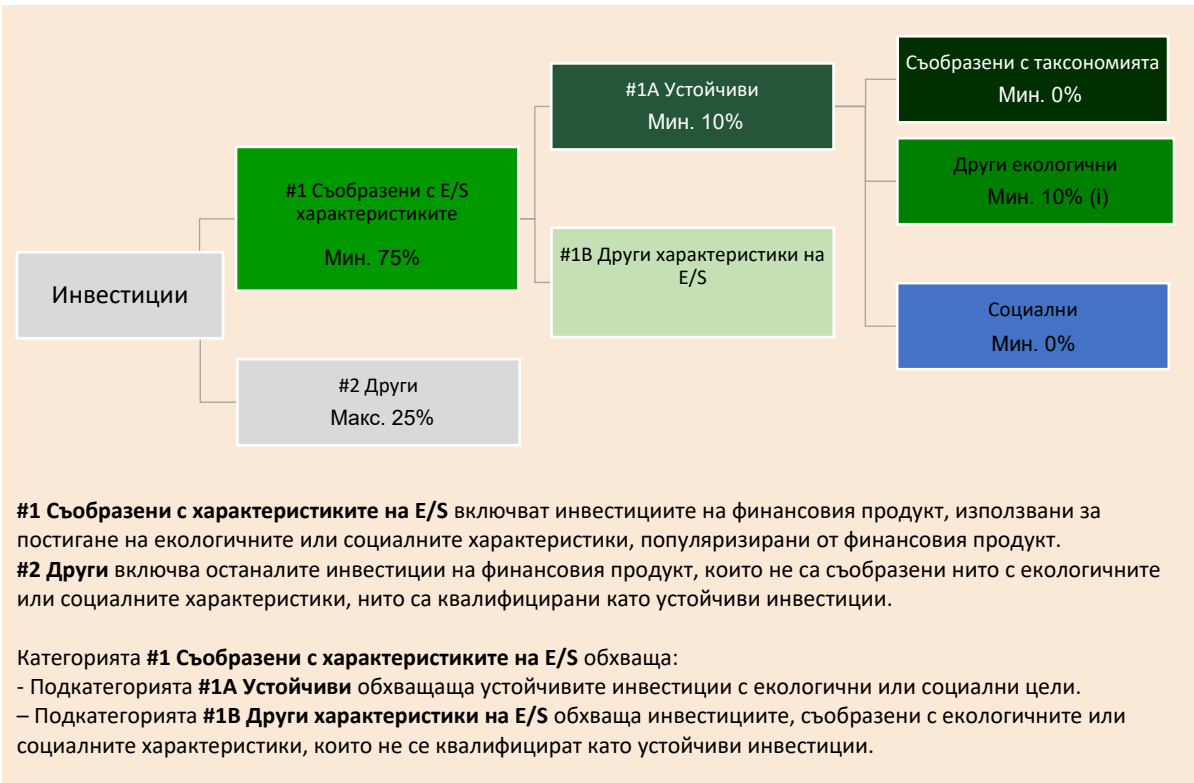 Инвестиции
#1 Съобразени с E/S
характеристиките
Мин. 75%
#2 Други
Макс. 25%
#1A Устойчиви
Мин. 10%
#1B Други характеристики на
E/S
Съобразени с таксономията
Мин. 0%
Други екологични
Мин. 10% (i)
Социални
Мин. 0%
#1 Съобразени с характеристиките на E/S включват инвестициите на финансовия продукт, използвани за
постигане на екологичните или социалните характеристики, популяризирани от финансовия продукт.
#2 Други включва останалите инвестиции на финансовия продукт, които не са съобразени нито с екологичните
или социалните характеристики, нито са квалифицирани като устойчиви инвестиции.
Категорията #1 Съобразени с характеристиките на E/S обхваща:
- Подкатегорията #1A Устойчиви обхващаща устойчивите инвестиции с екологични или социални цели.
– Подкатегорията #1B Други характеристики на E/S обхваща инвестициите, съобразени с екологичните или
социалните характеристики, които не се квалифицират като устойчиви инвестиции.